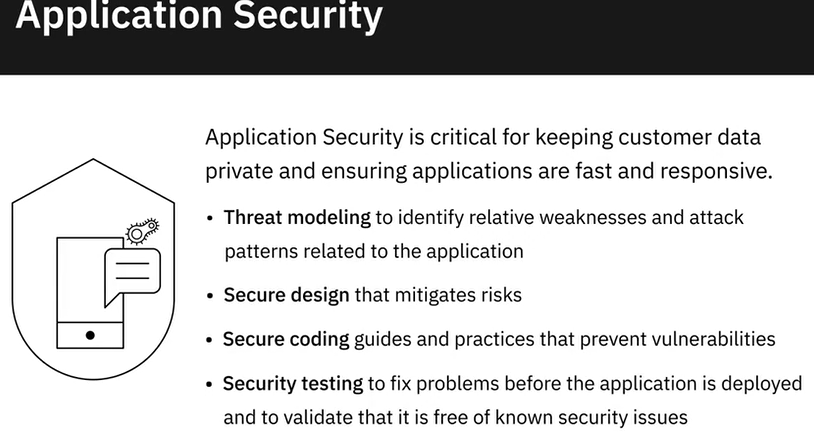 Application Security
Application Security is critical for keeping customer data
private and ensuring applications are fast and responsive.
• Threat modeling to identify relative weaknesses and attack
patterns related to the application
• Secure design that mitigates risks
• Secure coding guides and practices that prevent vulnerabilities
• Security testing to fix problems before the application is deployed
and to validate that it is free of known security issues